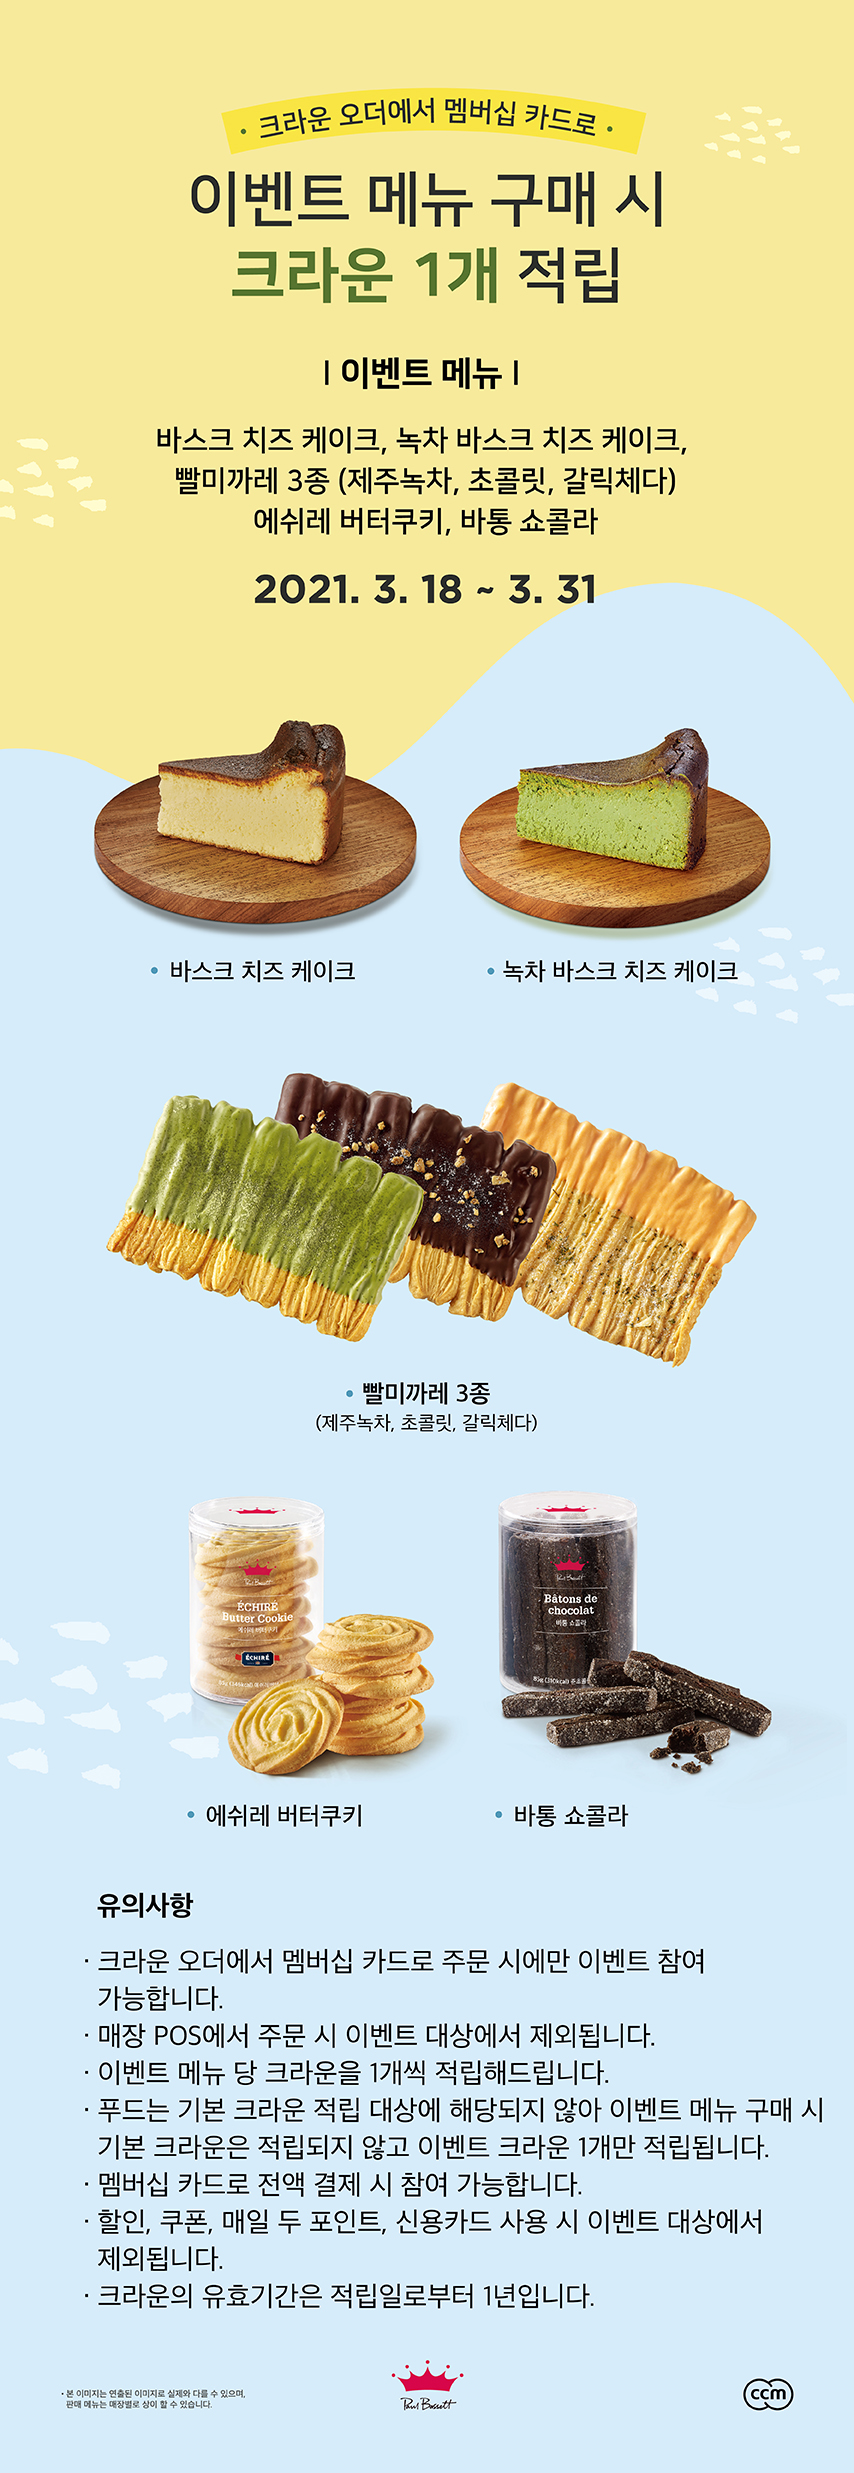 · 크라운 오더에서 멤버십 카드로 ·
이벤트 메뉴 구매 시
크라운 1개 적립
| 이벤트 메뉴 |
바스크 치즈 케이크, 녹차 바스크 치즈 케이크,
빨미까레 3종 (제주녹차, 초콜릿, 갈릭체다)
에쉬레 버터쿠키, 바통 쇼콜라
2021. 3. 18 ~ 3. 31
• 바스크 치즈 케이크
• 녹차 바스크 치즈 케이크
• 빨미까레 3종
(제주녹차, 초콜릿, 갈릭체다)
Paul Bassett
ÉCHIRÉ
Butter Cookie
에쉬레 버터쿠키
ÉCHIRÉ
Paul Bassett
Bâtons de
chocolat
바통 쇼콜라
• 에쉬레 버터쿠키
• 바통 쇼콜라
유의사항
· 크라운 오더에서 멤버십 카드로 주문 시에만 이벤트 참여
가능합니다.
· 매장 POS에서 주문 시 이벤트 대상에서 제외됩니다.
· 이벤트 메뉴 당 크라운을 1개씩 적립해드립니다.
· 푸드는 기본 크라운 적립 대상에 해당되지 않아 이벤트 메뉴 구매 시
기본 크라운은 적립되지 않고 이벤트 크라운 1개만 적립됩니다.
· 멤버십 카드로 전액 결제 시 참여 가능합니다.
· 할인, 쿠폰, 매일 두 포인트, 신용카드 사용 시 이벤트 대상에서
제외됩니다.
· 크라운의 유효기간은 적립일로부터 1년입니다.
• 본 이미지는 연출된 이미지로 실제와 다를 수 있으며,
판매 메뉴는 매장별로 상이 할 수 있습니다.
Paul Bassett
ccm